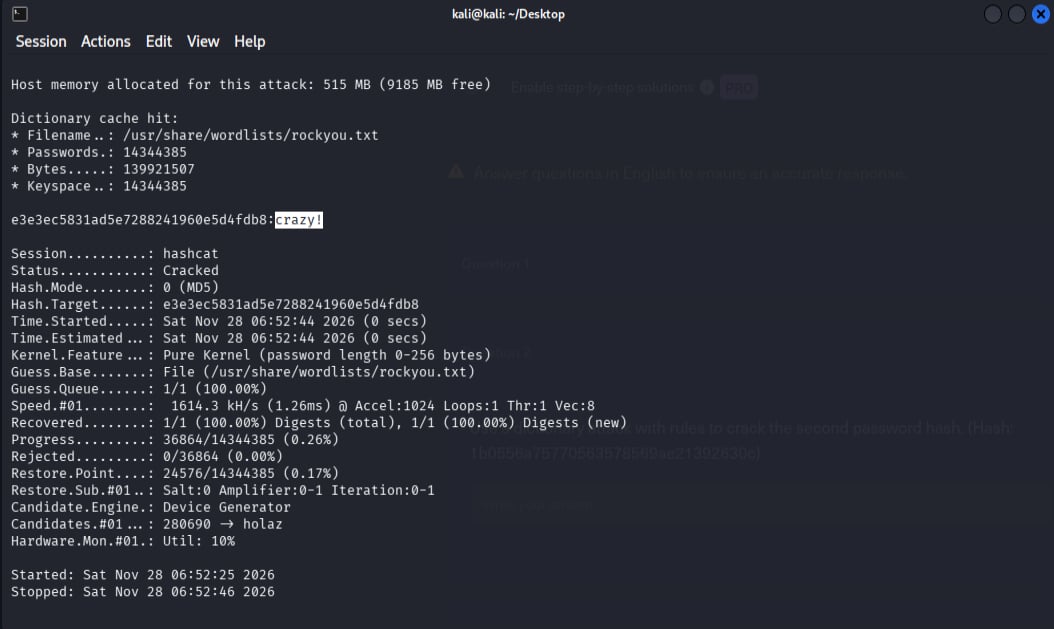 kali@kali: ~/Desktop
Session Actions Edit View Help
Host memory allocated for this attack: 515 MB (9185 MB free)
Enable step-by-step solutions PRO
Dictionary cache hit:
* Filename..: /usr/share/wordlists/rockyou.txt
* Passwords.: 14344385
* Bytes.....: 139921507
* Keyspace..: 14344385
Answer questions in English to ensure an accurate response.
e3e3ec5831ad5e7288241960e5d4fdb8:crazy!
Session..........: hashcat
Status...........: Cracked
Hash.Mode........: 0 (MD5)
Hash.Target......: e3e3ec5831ad5e7288241960e5d4fdb8
Time.Started.....: Sat Nov 28 06:52:44 2026 (0 secs)
Time.Estimated...: Sat Nov 28 06:52:44 2026 (0 secs)
Kernel.Feature...: Pure Kernel (password length 0-256 bytes)
Guess.Base.......: File (/usr/share/wordlists/rockyou.txt)
Guess.Queue......: 1/1 (100.00%)
Speed.#01........:  1614.3 kH/s (1.26ms) @ Accel:1024 Loops:1 Thr:1 Vec:8
Recovered........: 1/1 (100.00%) Digests (total), 1/1 (100.00%) Digests (new)
Progress.........: 36864/14344385 (0.26%)
Rejected.........: 0/36864 (0.00%)
Restore.Point....: 24576/14344385 (0.17%)
Restore.Sub.#01..: Salt:0 Amplifier:0-1 Iteration:0-1
Candidate.Engine.: Device Generator
Candidates.#01...: 280690 → holaz
Hardware.Mon.#01.: Util: 10%
Question 1
with rules to crack the second password hash. (Hash:
Started: Sat Nov 28 06:52:25 2026
Stopped: Sat Nov 28 06:52:46 2026